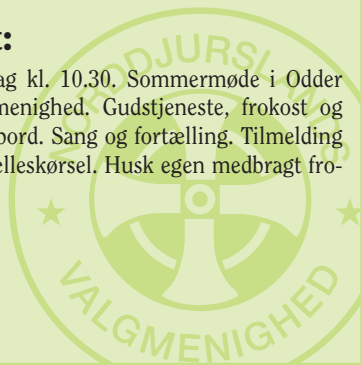 t:
ag kl. 10.30. Sommermøde i Odder
menighed. Gudstjeneste, frokost og
bord. Sang og fortælling. Tilmelding
elleskørsel. Husk egen medbragt fro-
NORDDJURSLANDS
VALGMENIGHED